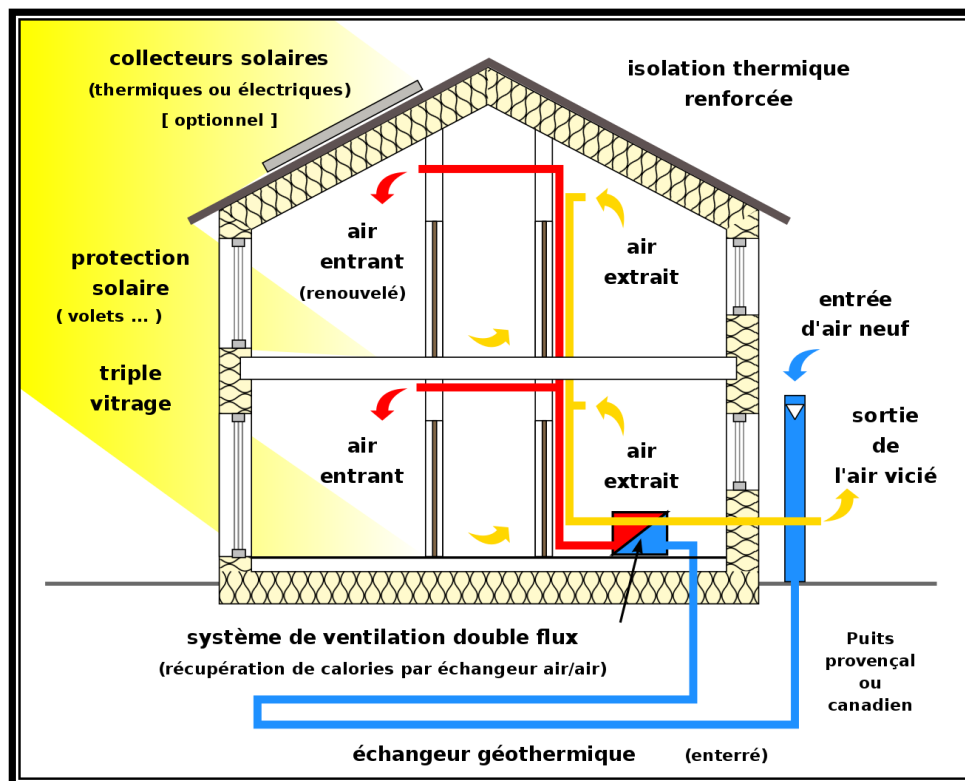 collecteurs solaires
(thermiques ou électriques)
[ optionnel ]
isolation thermique
renforcée
air
entrant
(renouvelé)
air
extrait
protection
solaire
( volets ... )
entrée
d'air neuf
triple
vitrage
sortie
de
l'air vicié
air
entrant
air
extrait
système de ventilation double flux
(récupération de calories par échangeur air/air)
Puits
provençal
ou
canadien
échangeur géothermique (enterré)